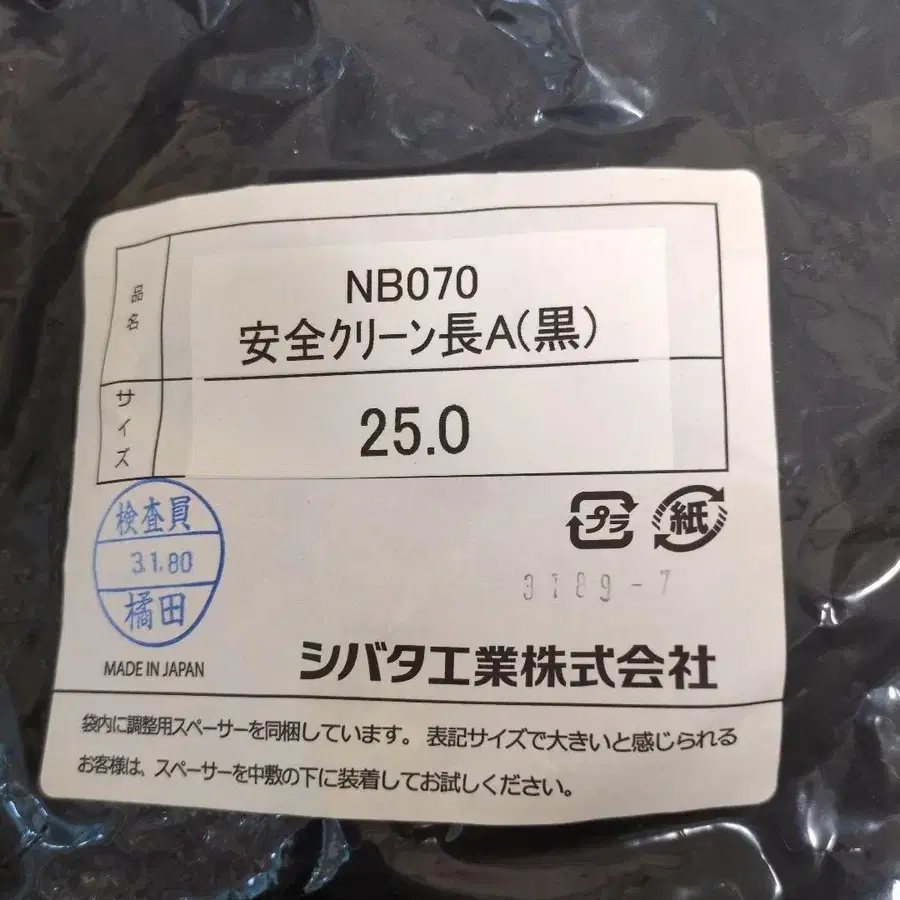 品名
NB070
安全クリーン長A(黒)
サイズ
25.0
検査員
3.1.80
橘田
プラ
紙
3189-7
MADE IN JAPAN
シバタ工業株式会社
袋内に調整用スペーサーを同梱しています。表記サイズで大きいと感じられる
お客様は、スペーサーを中敷の下に装着してお試しください。